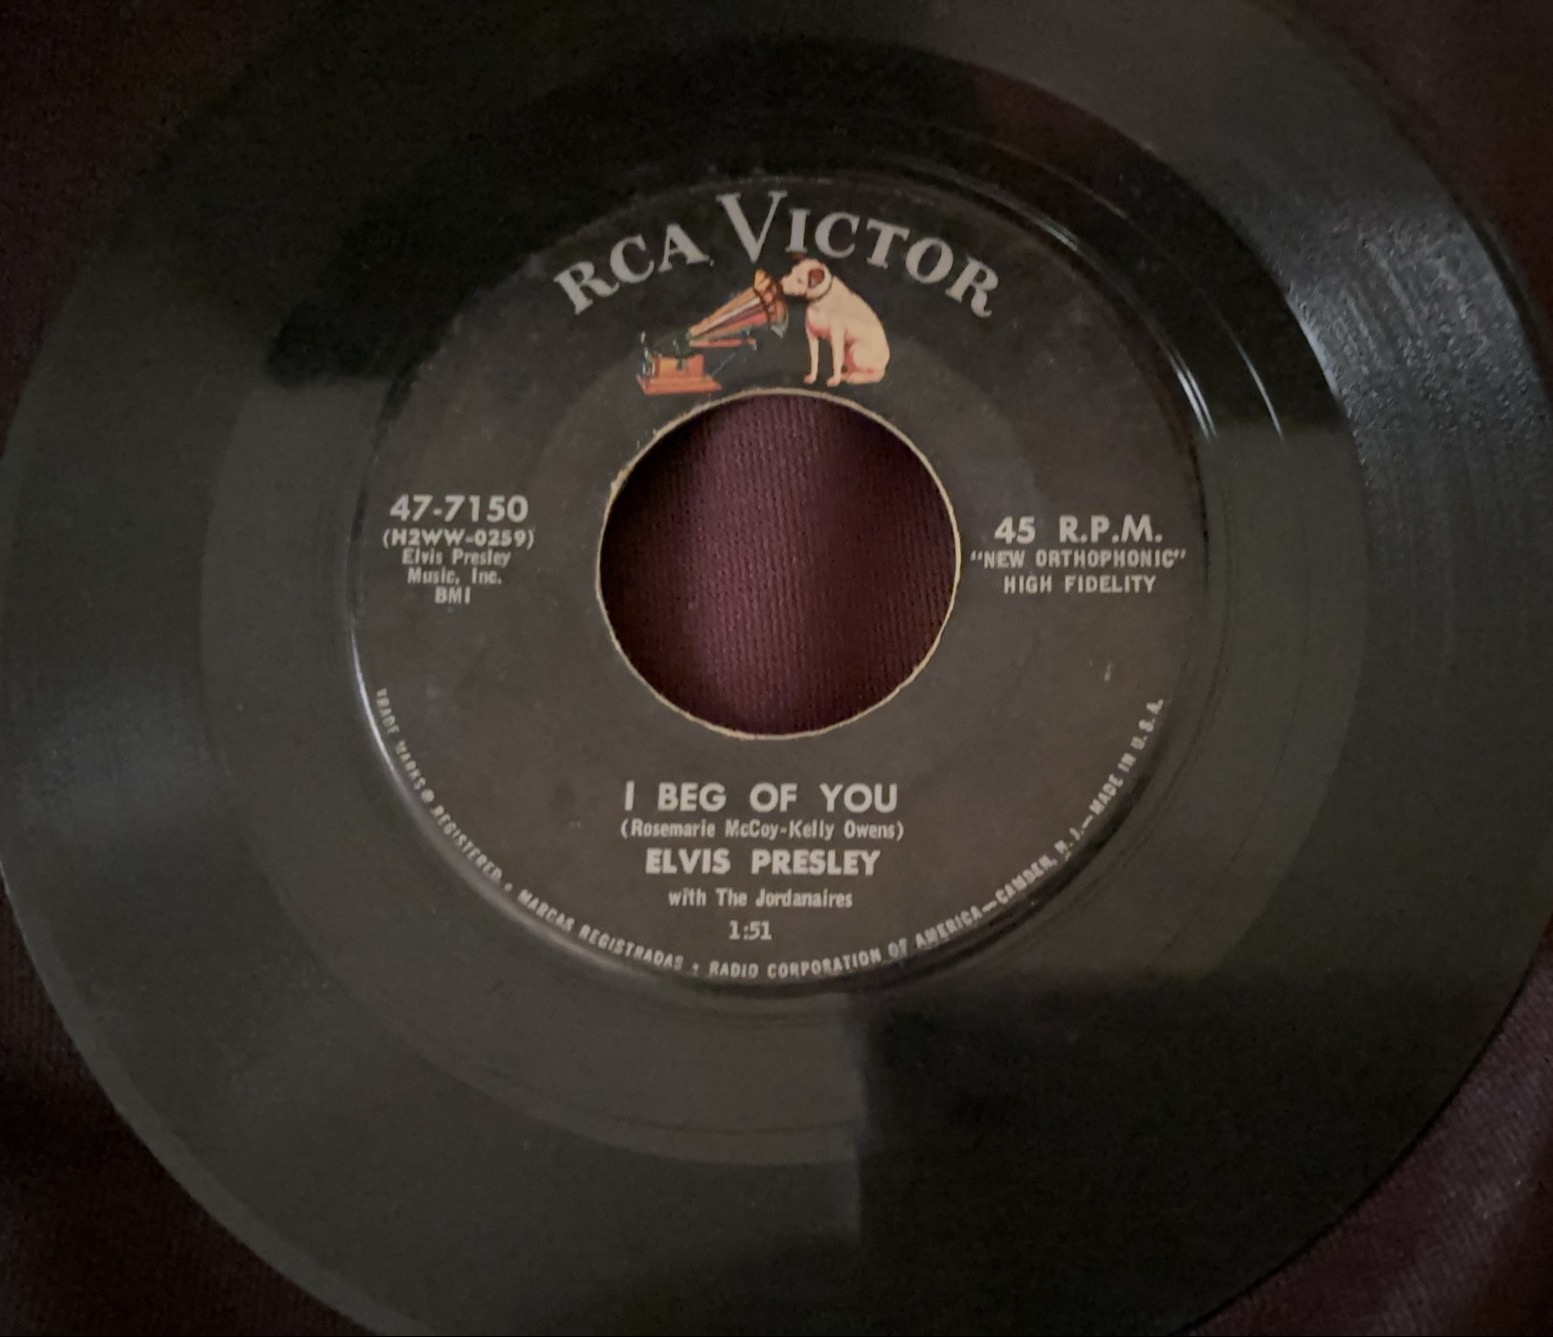 RCA VICTOR
47-7150
(H2WW-0259)
Elvis Presley
Music, Inc.
BMI
45 R.P.M.
"NEW ORTHOPHONIC"
HIGH FIDELITY
I BEG OF YOU
(Rosemarie McCoy-Kelly Owens)
ELVIS PRESLEY
with The Jordanaires
1:51
TRADE MARKS ® REGISTERED • MARCAS REGISTRADAS • RADIO CORPORATION OF AMERICA—CAMDEN, N. J.—MADE IN U. S. A.